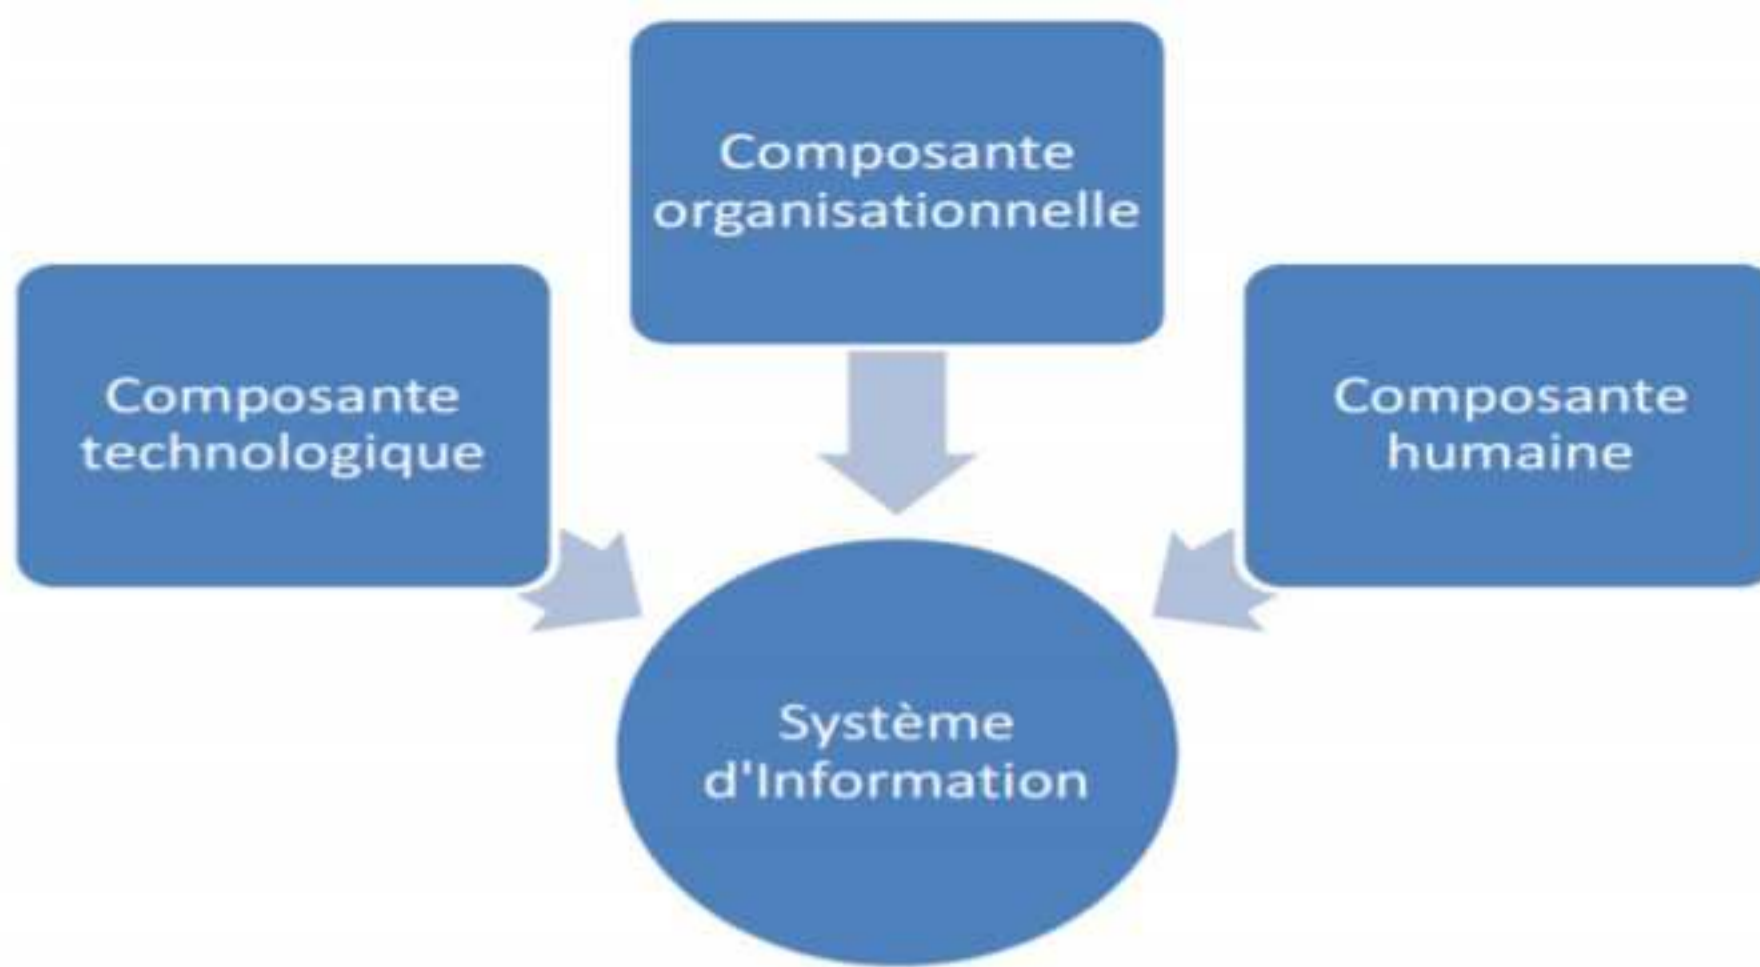 Composante
organisationnelle
Composante
technologique
Composante
humaine
Système
d'Information